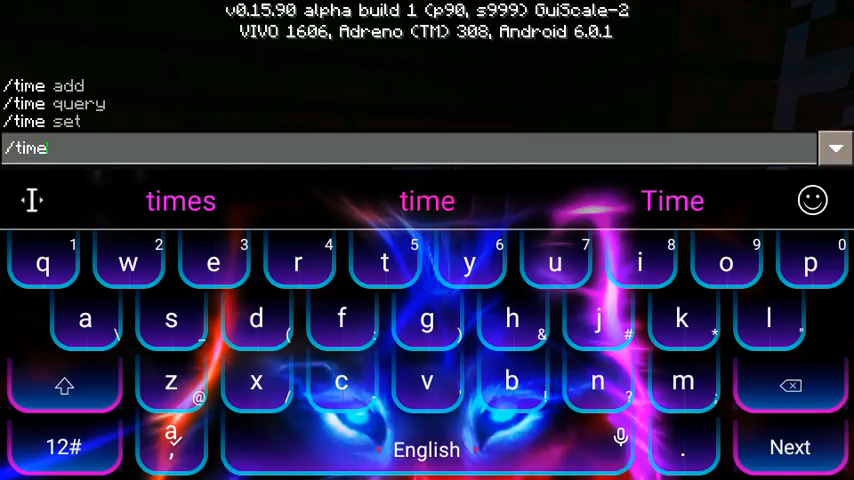 v0.15.90 alpha build 1 (p90, s999) GuiScale-2
VIVO 1606, Adreno (TM) 308, Android 6.0.1
/time add
/time query
/time set
/time
times time Time
1 2 3 4 5 6 7 8 9 0
q w e r t y u i o p
a s d f g h j k l
\ _ ( : ) & # * "
z x c v b n m
@ / - ! ? ;
12# a , English . Next